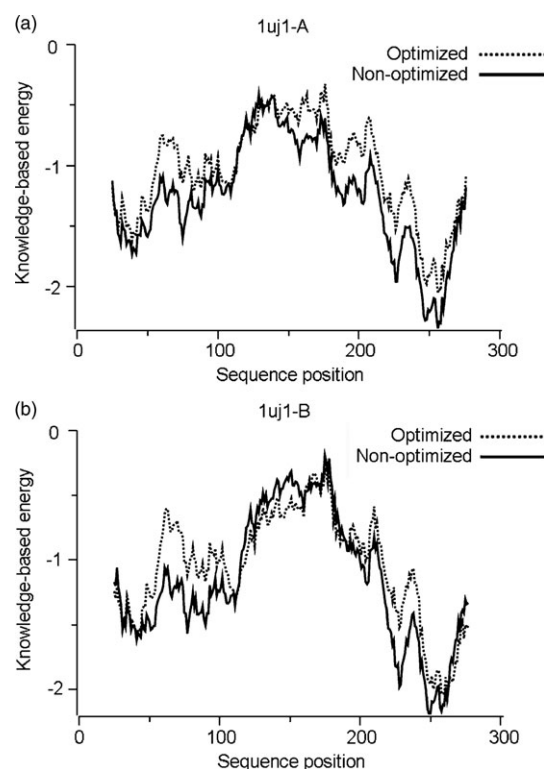 (a)
1uj1-A
Optimized
Non-optimized
Knowledge-based energy
0
-1
-2
0
100
200
300
Sequence position
(b)
1uj1-B
Optimized
Non-optimized
Knowledge-based energy
0
-1
-2
0
100
200
300
Sequence position